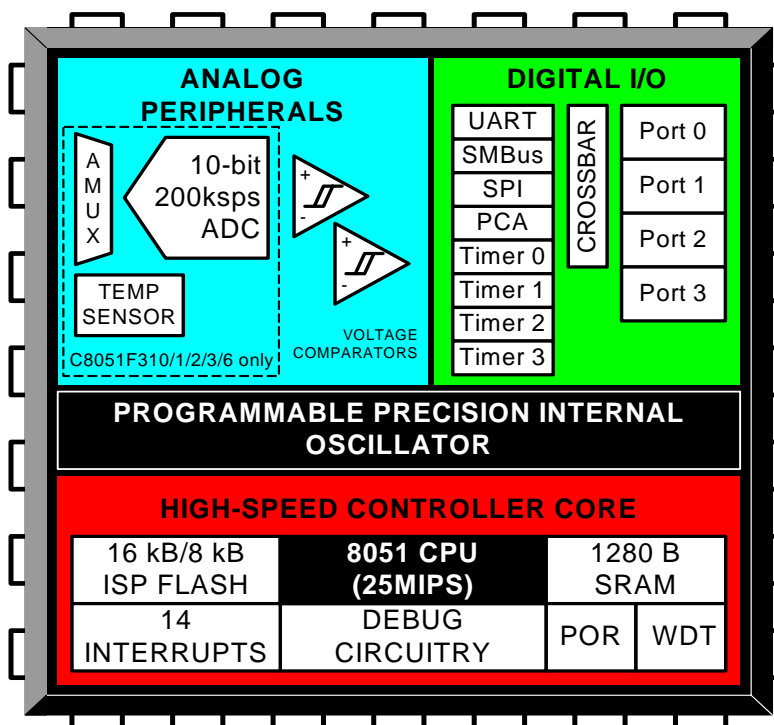 ANALOG
PERIPHERALS
A
M
U
X
10-bit
200ksps
ADC
+
-
+
-
TEMP
SENSOR
VOLTAGE
COMPARATORS
C8051F310/1/2/3/6 only
DIGITAL I/O
UART
SMBus
SPI
PCA
Timer 0
Timer 1
Timer 2
Timer 3
CROSSBAR
Port 0
Port 1
Port 2
Port 3
PROGRAMMABLE PRECISION INTERNAL
OSCILLATOR
HIGH-SPEED CONTROLLER CORE
16 kB/8 kB
ISP FLASH
8051 CPU
(25MIPS)
1280 B
SRAM
14
INTERRUPTS
DEBUG
CIRCUITRY
POR
WDT